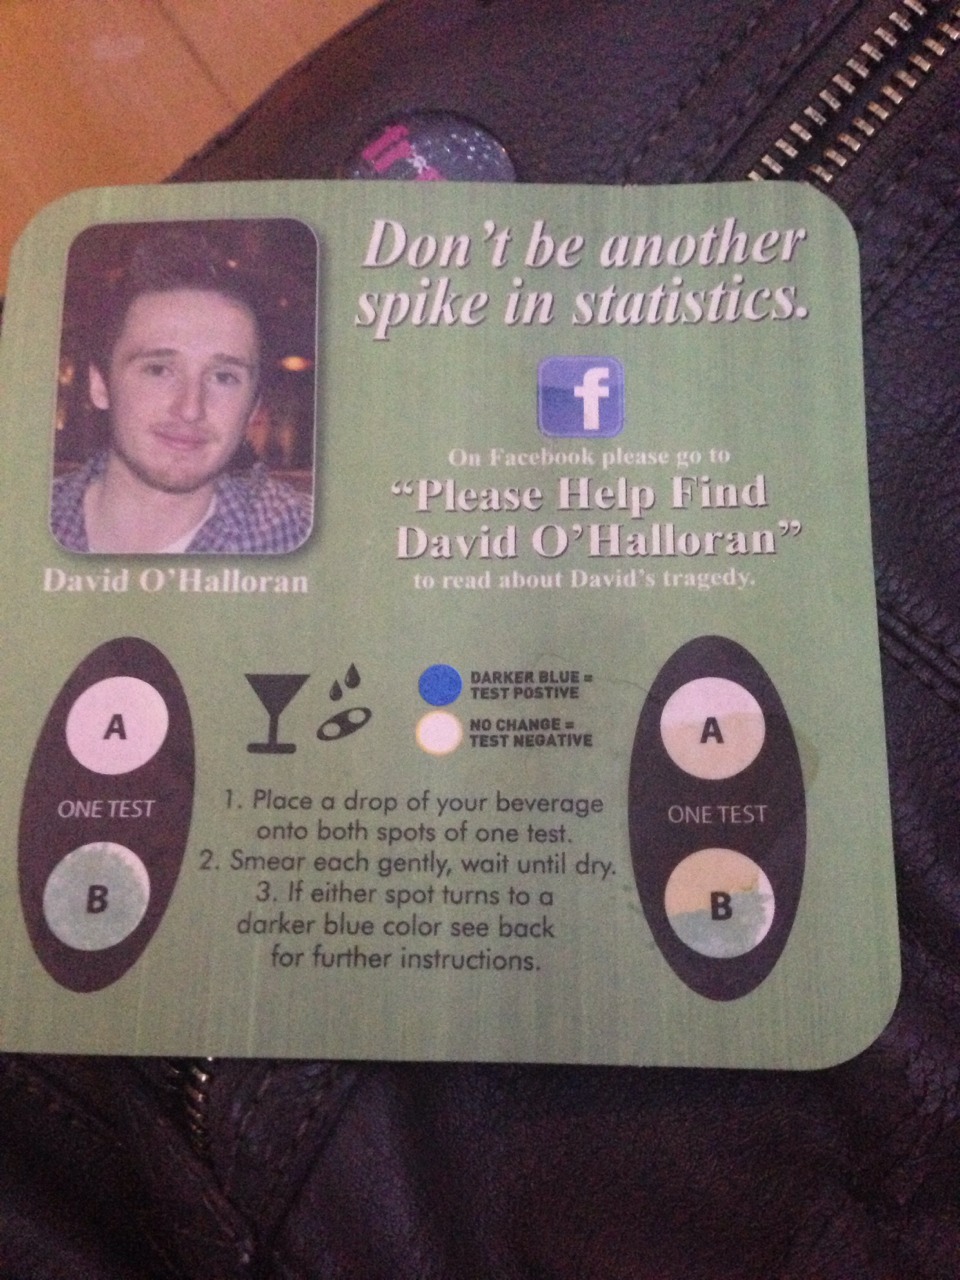 Don't be another
spike in statistics.
f
On Facebook please go to
"Please Help Find
David O'Halloran"
to read about David's tragedy.
David O'Halloran
A
ONE TEST
B
DARKER BLUE =
TEST POSTIVE
NO CHANGE =
TEST NEGATIVE
1. Place a drop of your beverage
onto both spots of one test.
2. Smear each gently, wait until dry.
3. If either spot turns to a
darker blue color see back
for further instructions.
A
ONE TEST
B